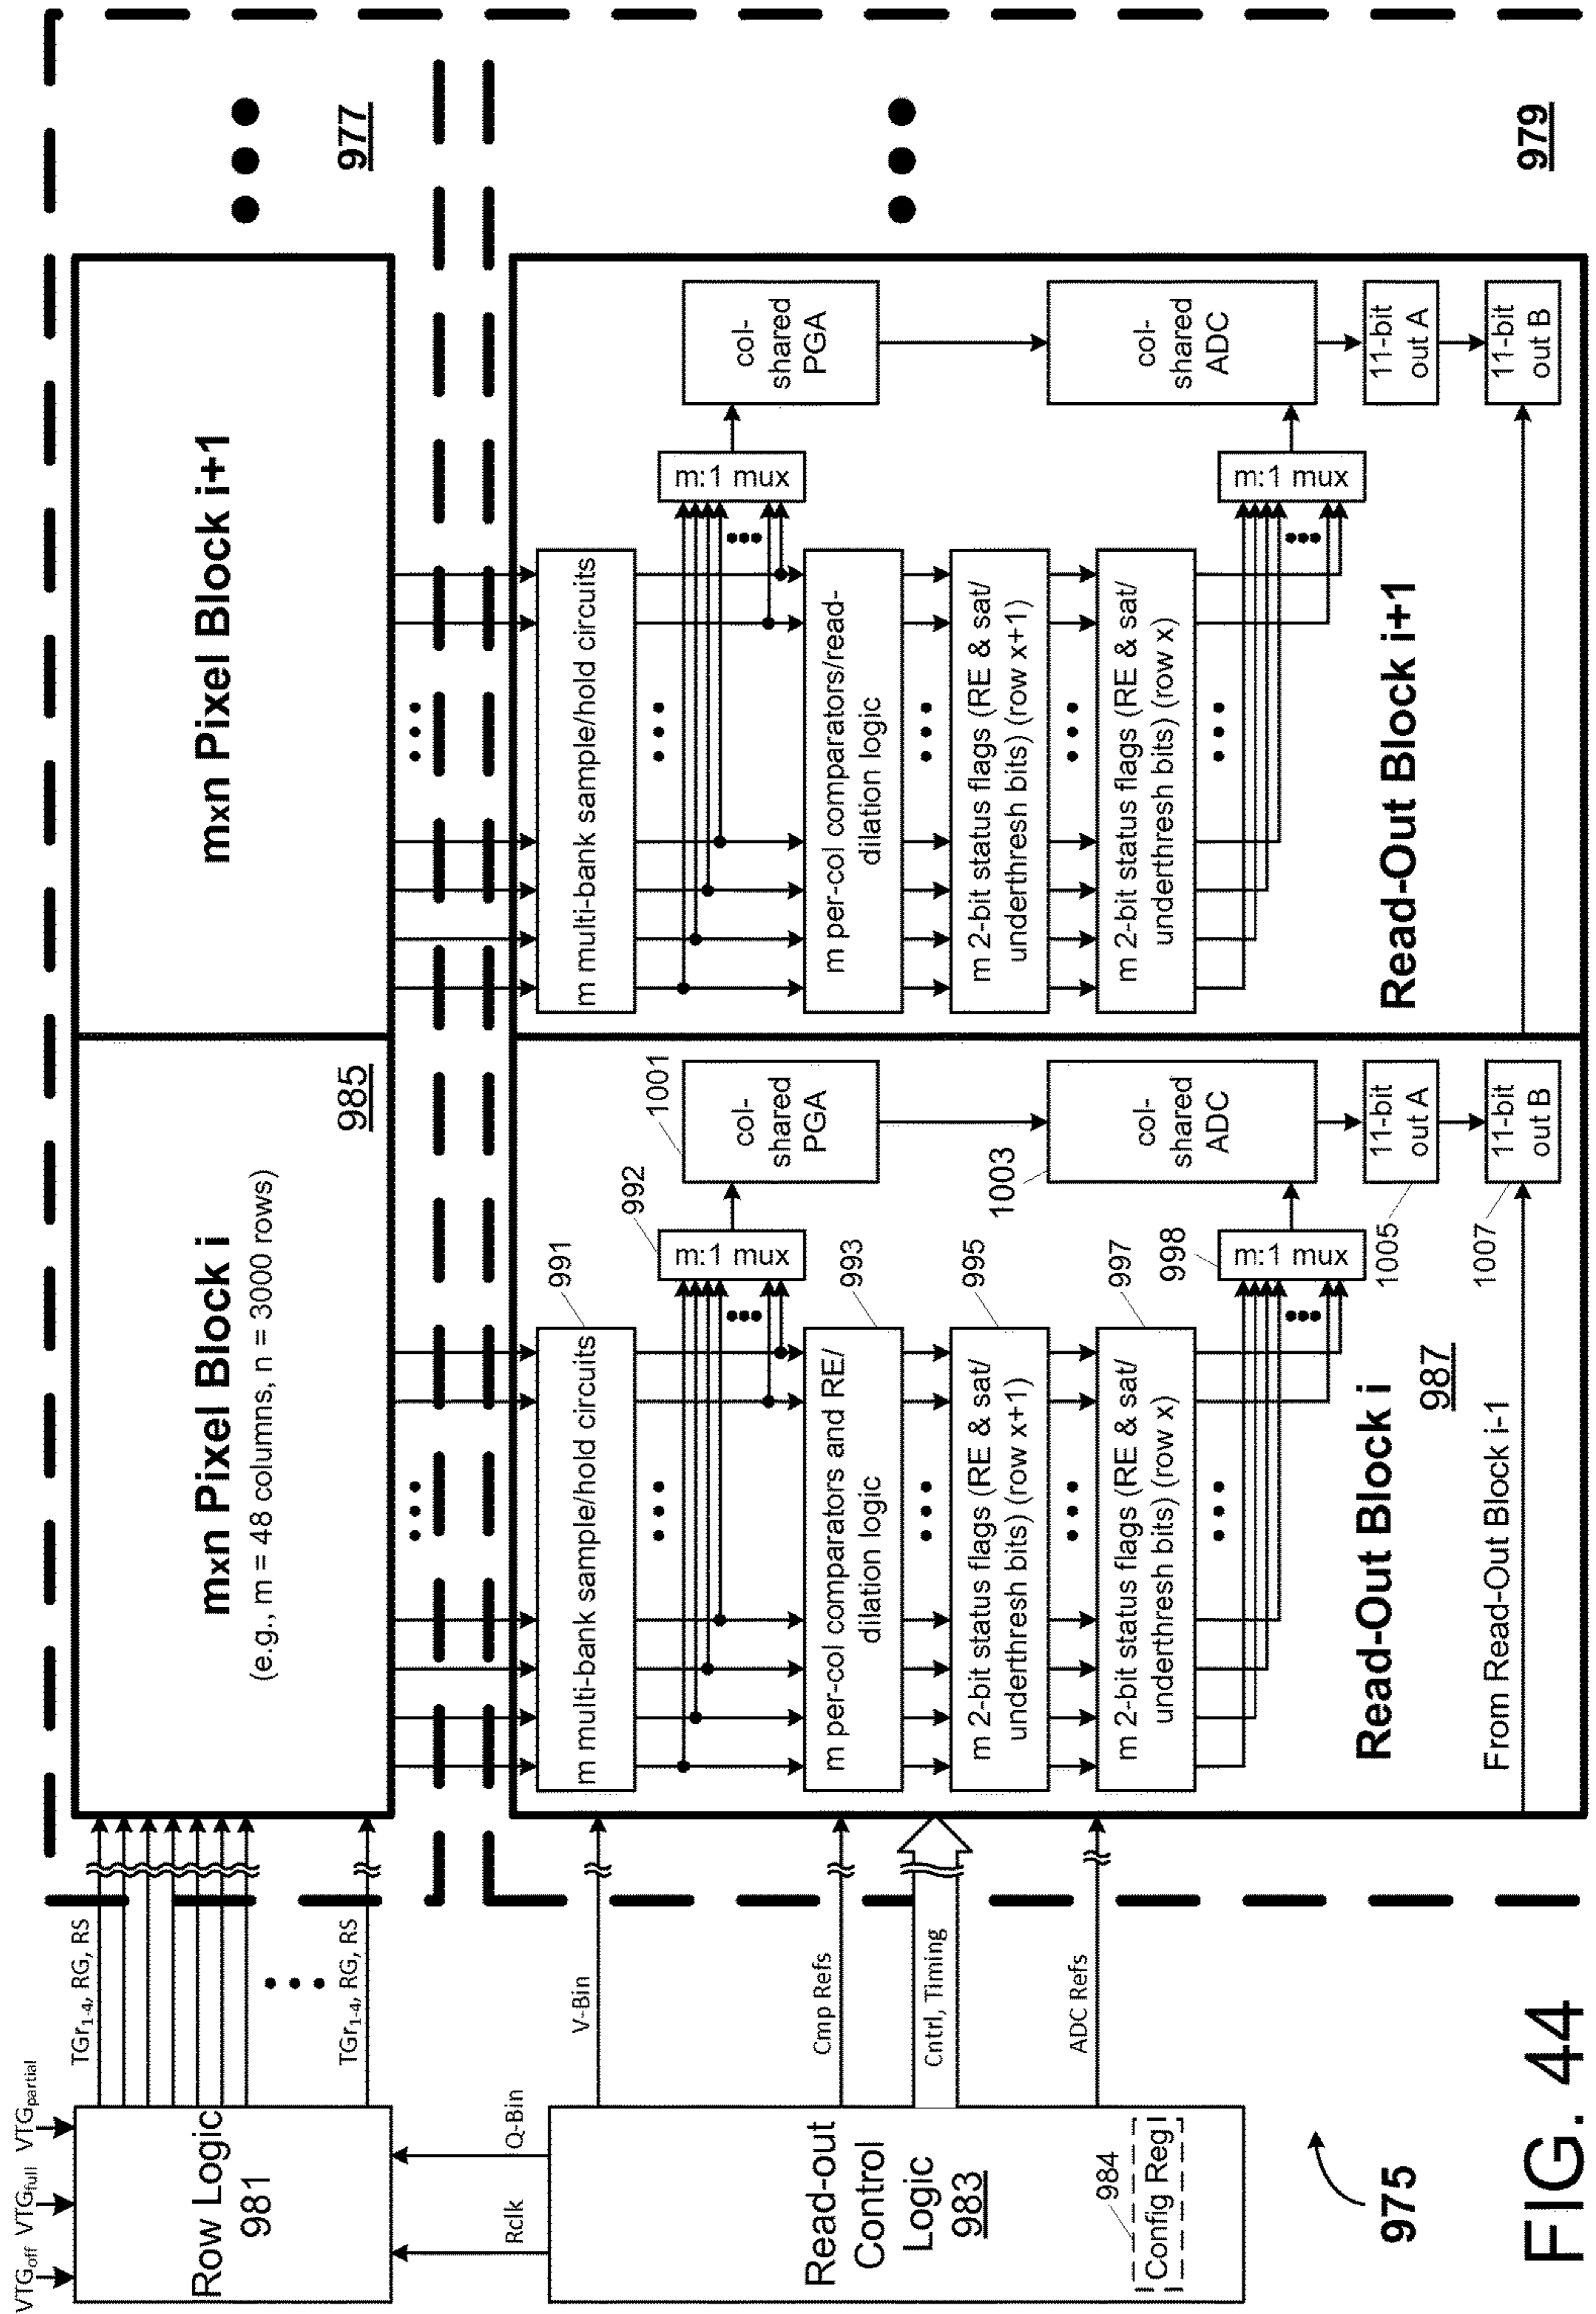 VTGoff VTGfull VTGpartial
Row Logic
981
TGr1-4, RG, RS
TGr1-4, RG, RS
Rclk
Q-Bin
Read-out
Control
Logic
983
984
Config Reg
V-Bin
Cmp Refs
Cntrl, Timing
ADC Refs
mxn Pixel Block i
(e.g., m = 48 columns, n = 3000 rows)
985
mxn Pixel Block i+1
977
991
m multi-bank sample/hold circuits
992
m:1 mux
1001
col-
shared
PGA
993
m per-col comparators and RE/
dilation logic
995
m 2-bit status flags (RE & sat/
underthresh bits) (row x+1)
997
m 2-bit status flags (RE & sat/
underthresh bits) (row x)
998
m:1 mux
1003
col-
shared
ADC
1005
11-bit
out A
1007
11-bit
out B
Read-Out Block i
987
From Read-Out Block i-1
m multi-bank sample/hold circuits
m:1 mux
col-
shared
PGA
m per-col comparators/read-
dilation logic
m 2-bit status flags (RE & sat/
underthresh bits) (row x+1)
m 2-bit status flags (RE & sat/
underthresh bits) (row x)
m:1 mux
col-
shared
ADC
11-bit
out A
11-bit
out B
Read-Out Block i+1
979
975
FIG. 44